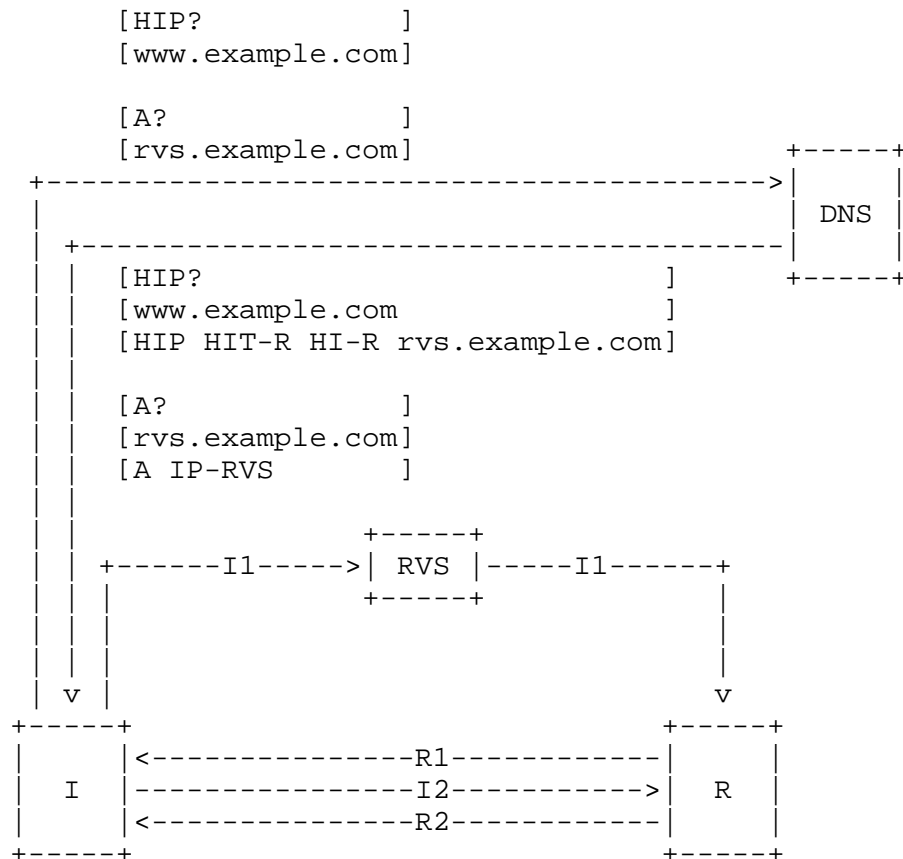 [HIP?                 ]
[www.example.com]
[A?                   ]
[rvs.example.com]
DNS
[HIP?                               ]
[www.example.com                    ]
[HIP HIT-R HI-R rvs.example.com]
[A?                   ]
[rvs.example.com]
[A IP-RVS             ]
I1 RVS I1
R1
I I2 R
R2